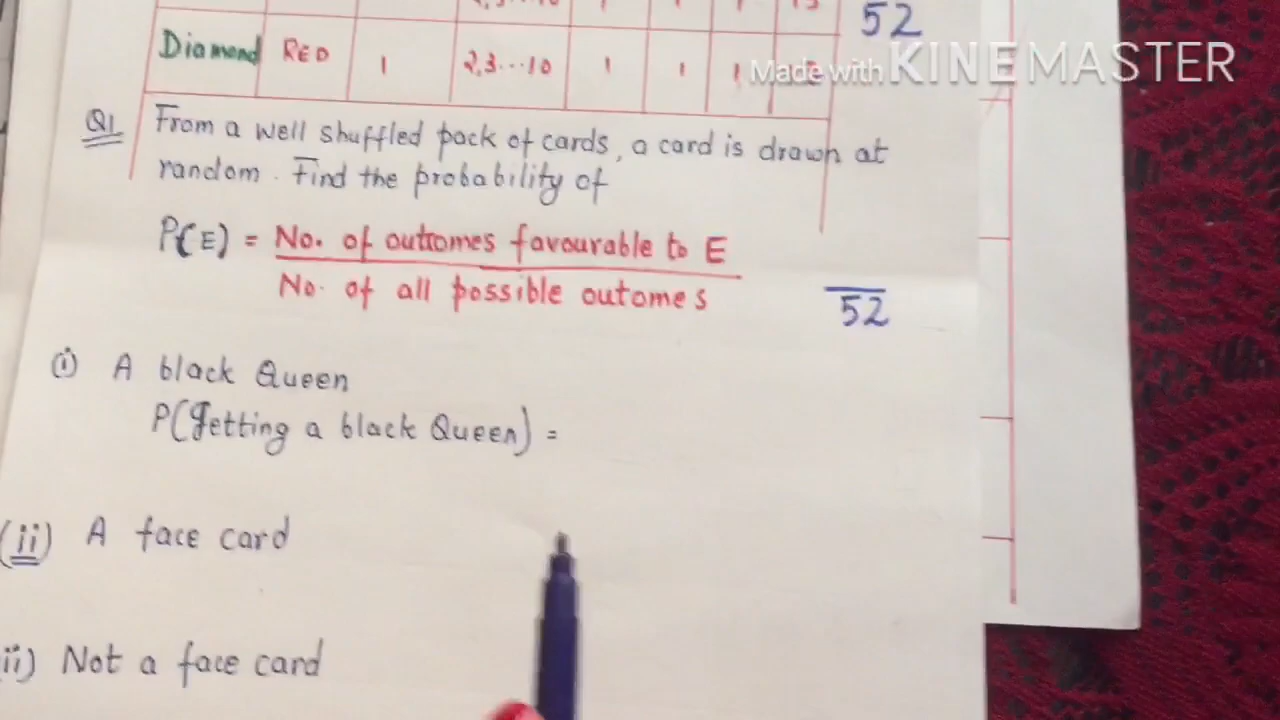 52
Diamond RED 1 2,3...10 1 1 1
Made with KINEMASTER
Q1 From a well shuffled pack of cards, a card is drawn at
random. Find the probability of
P(E) = No. of outcomes favourable to E
No. of all possible outomes
52
(i) A black Queen
P(getting a black Queen) =
(ii) A face card
ii) Not a face card